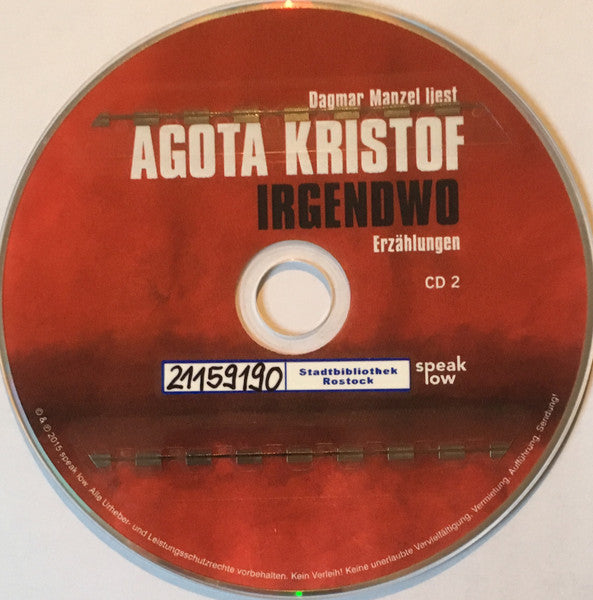 Dagmar Manzel liest
AGOTA KRISTOF
IRGENDWO
Erzählungen
CD 2
21159190
Stadtbibliothek
Rostock
speak
low
© & ℗ 2015 speak low Alle Urheber- und Leistungsschutzrechte vorbehalten. Kein Verleih! Keine unerlaubte Vervielfältigung, Vermietung, Aufführung, Sendung!